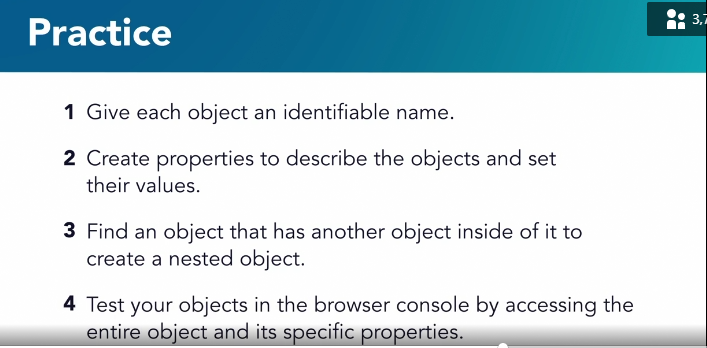 Practice
3,7
1 Give each object an identifiable name.
2 Create properties to describe the objects and set
their values.
3 Find an object that has another object inside of it to
create a nested object.
4 Test your objects in the browser console by accessing the
entire object and its specific properties.